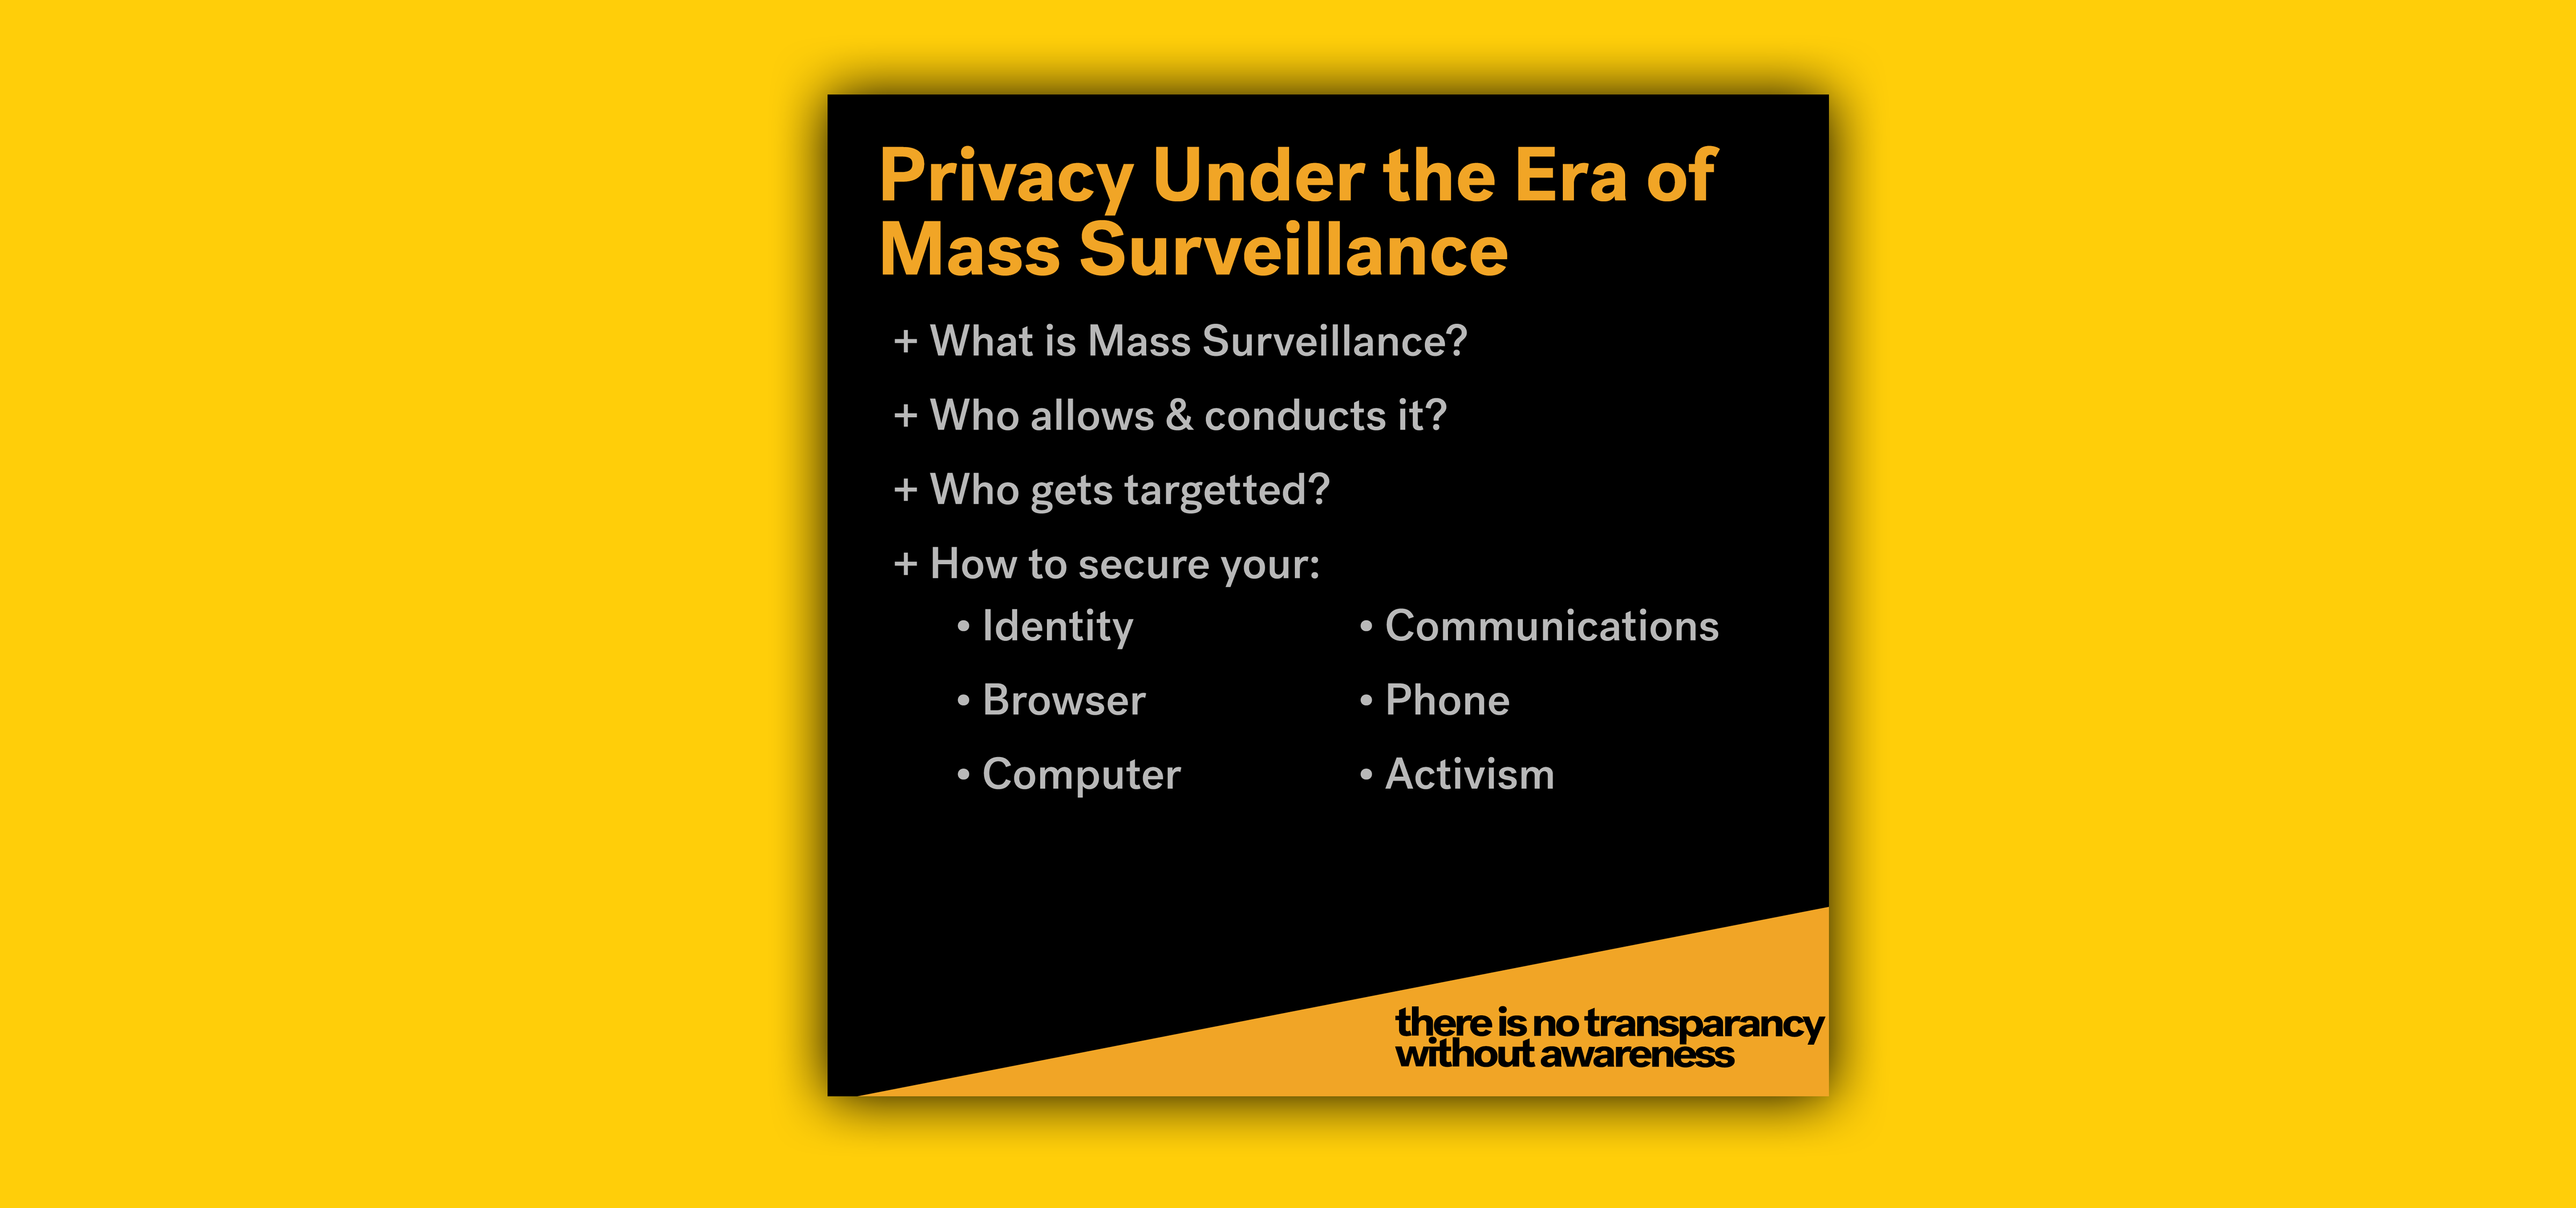 Privacy Under the Era of
Mass Surveillance
+ What is Mass Surveillance?
+ Who allows & conducts it?
+ Who gets targetted?
+ How to secure your:
• Identity
• Browser
• Computer
• Communications
• Phone
• Activism
there is no transparancy
without awareness